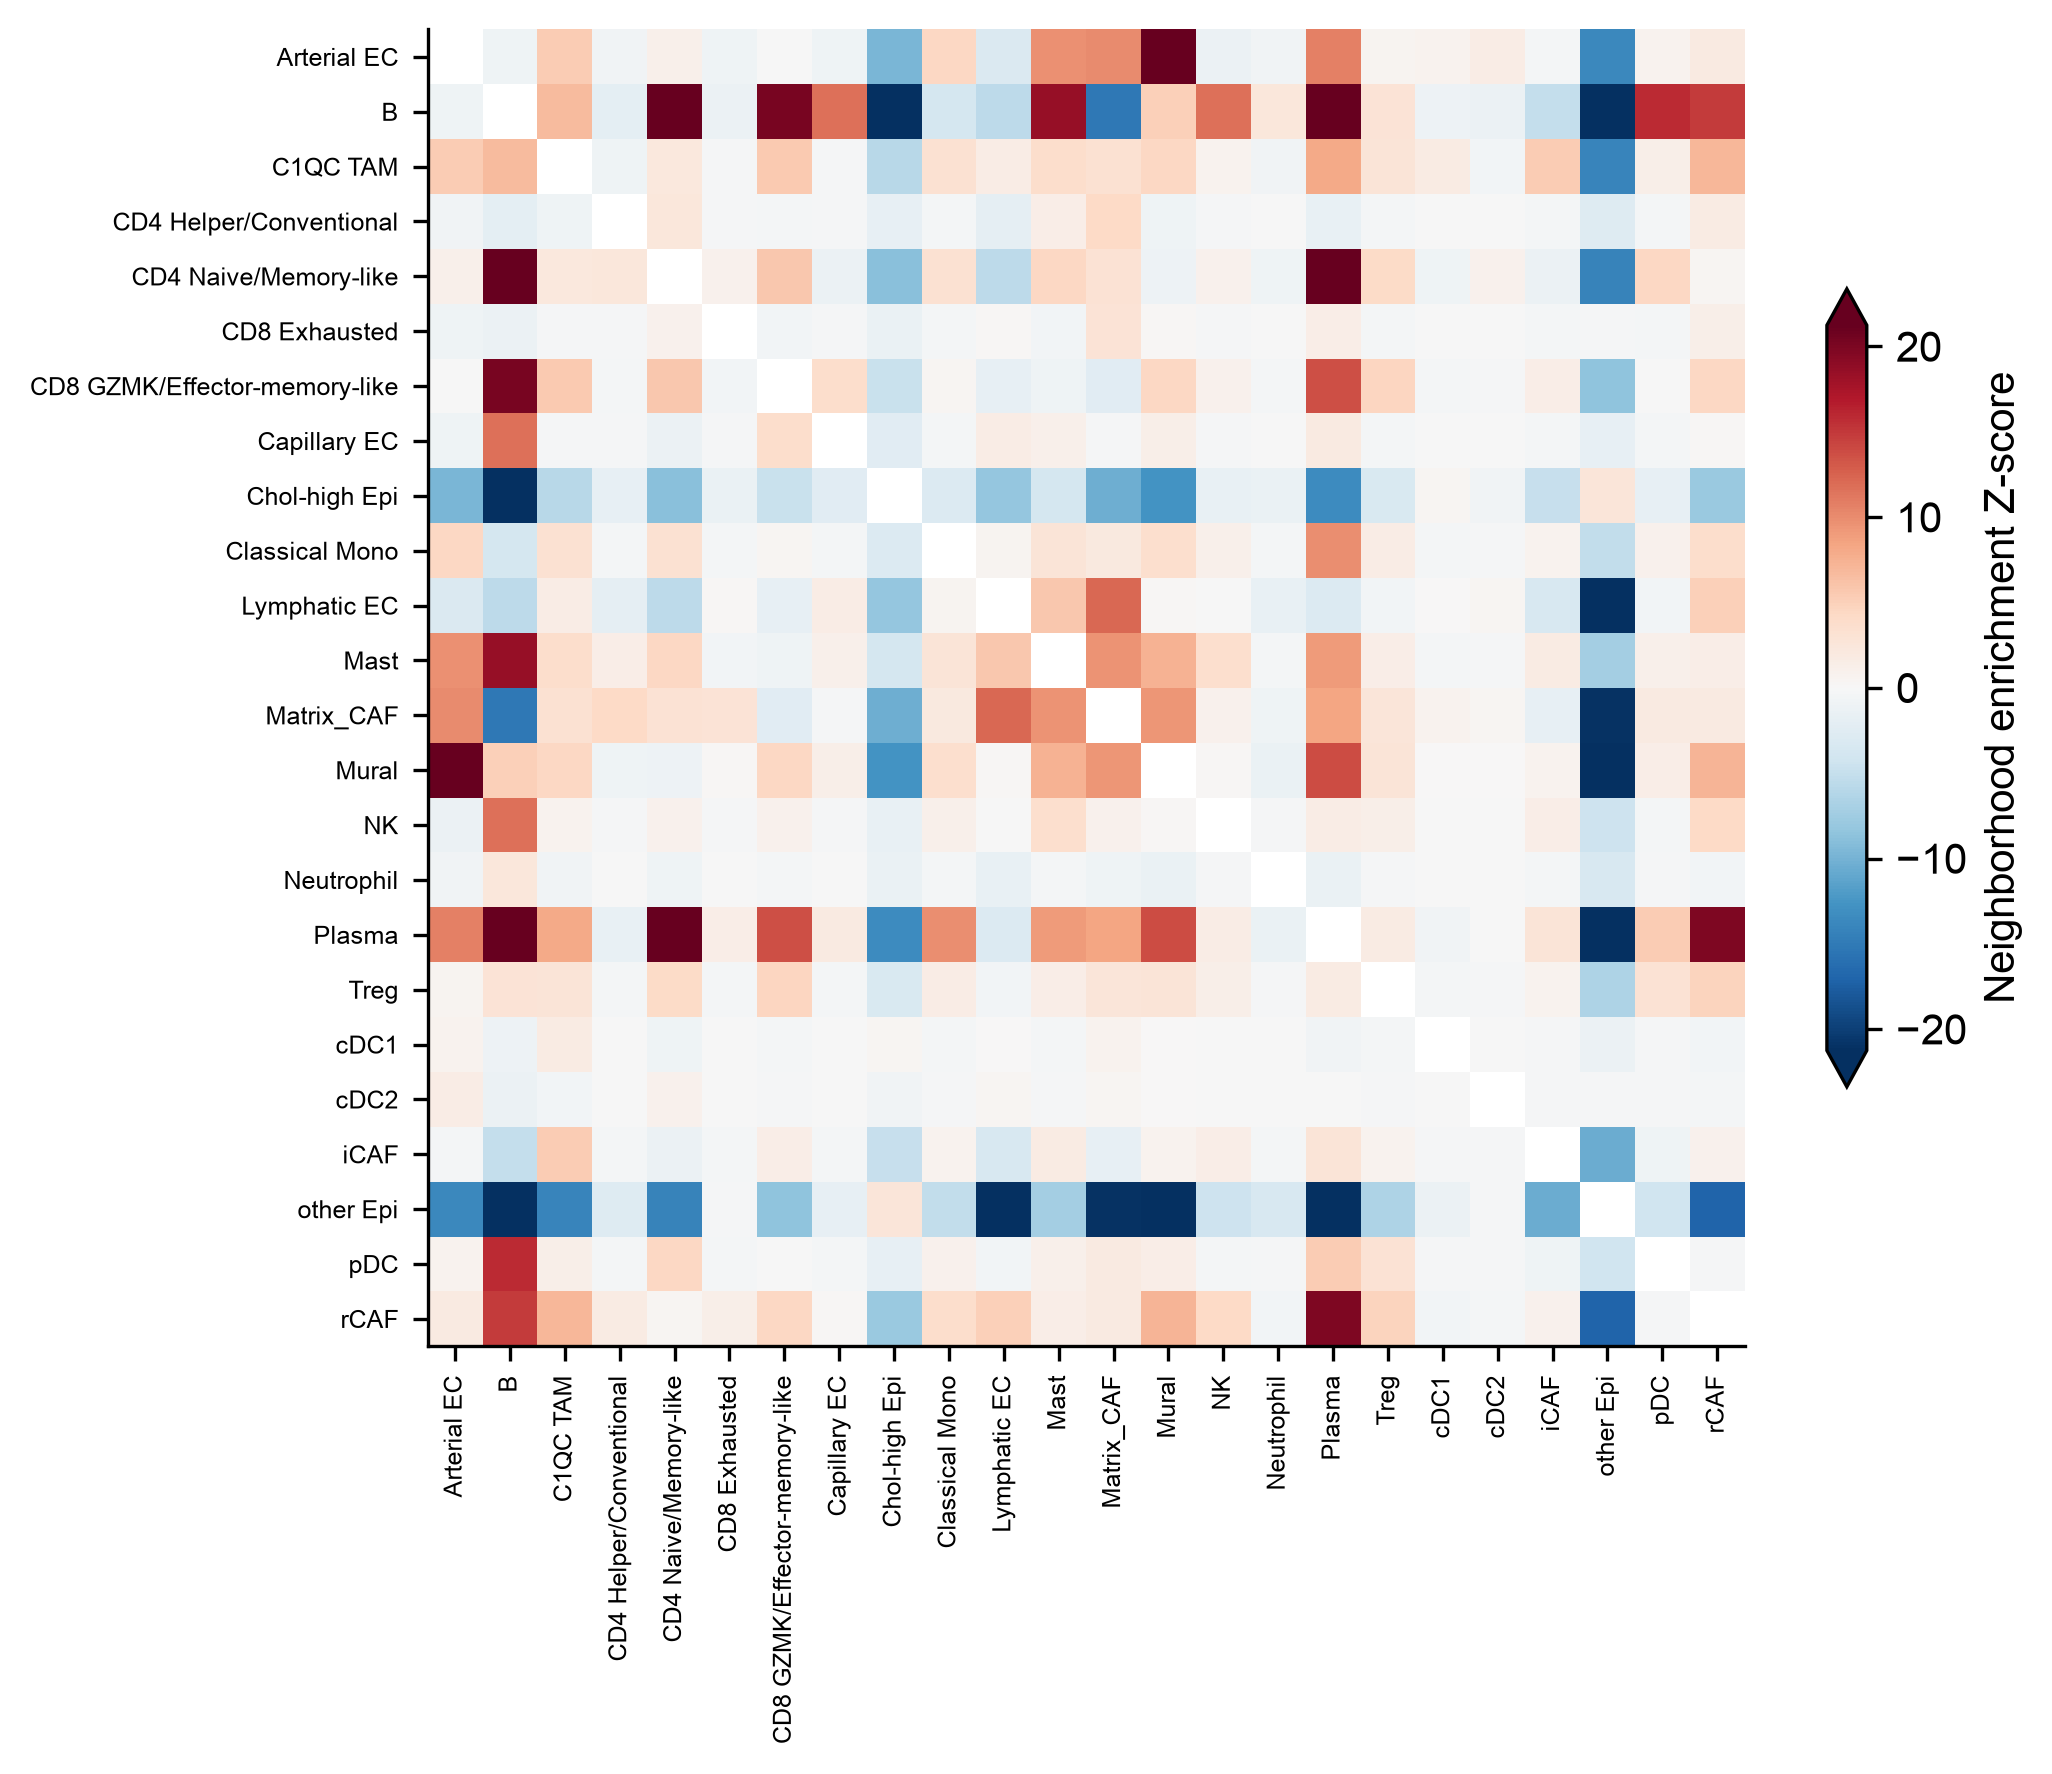 Arterial EC
B
C1QC TAM
CD4 Helper/Conventional
CD4 Naive/Memory-like
CD8 Exhausted
CD8 GZMK/Effector-memory-like
Capillary EC
Chol-high Epi
Classical Mono
Lymphatic EC
Mast
Matrix_CAF
Mural
NK
Neutrophil
Plasma
Treg
cDC1
cDC2
iCAF
other Epi
pDC
rCAF
Arterial EC
B
C1QC TAM
CD4 Helper/Conventional
CD4 Naive/Memory-like
CD8 Exhausted
CD8 GZMK/Effector-memory-like
Capillary EC
Chol-high Epi
Classical Mono
Lymphatic EC
Mast
Matrix_CAF
Mural
NK
Neutrophil
Plasma
Treg
cDC1
cDC2
iCAF
other Epi
pDC
rCAF
20
10
0
−10
−20
Neighborhood enrichment Z-score